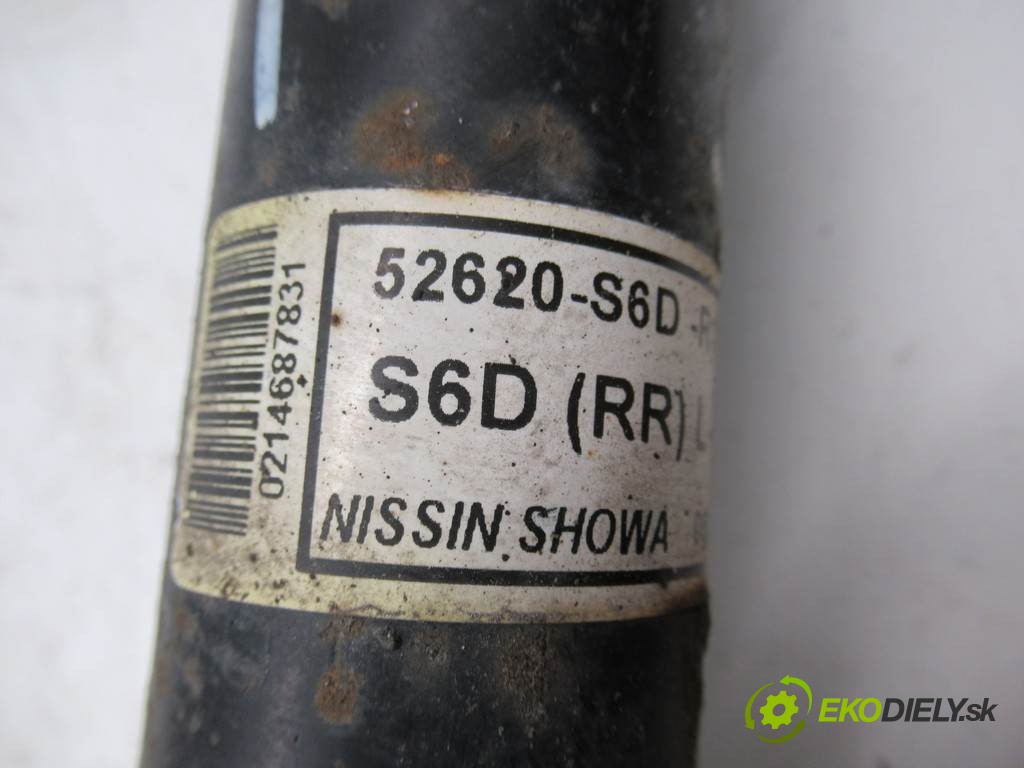 52620-S6D
S6D (RR)
NISSIN SHOWA
0214687831
EKODIELY.sk